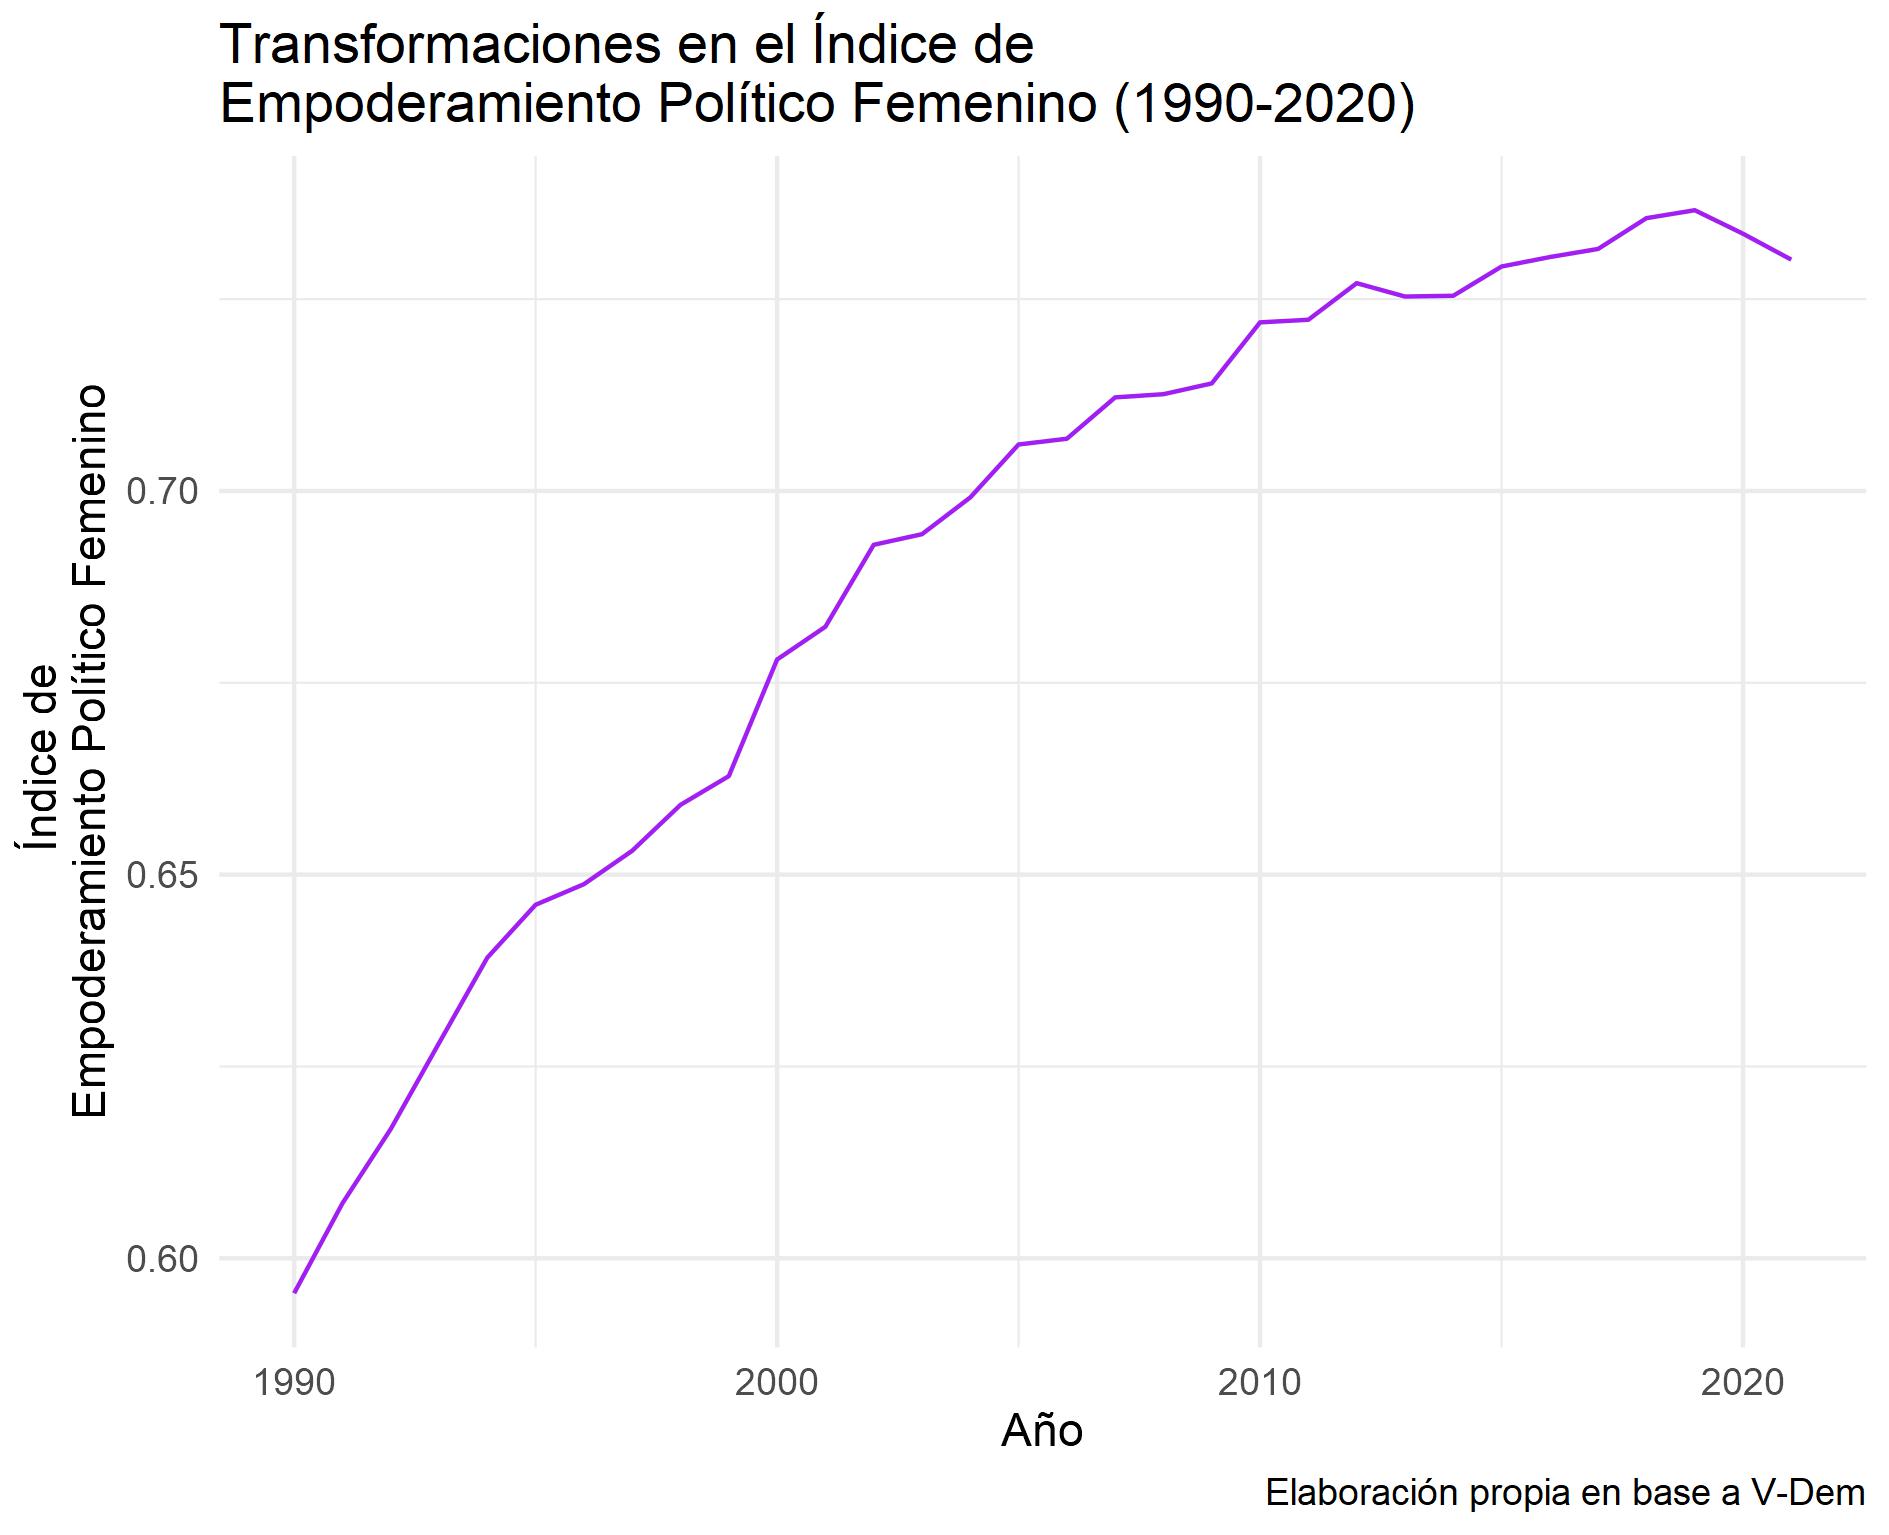 Transformaciones en el Índice de
Empoderamiento Político Femenino (1990-2020)
Índice de
Empoderamiento Político Femenino
0.70
0.65
0.60
1990 2000 2010 2020
Año
Elaboración propia en base a V-Dem